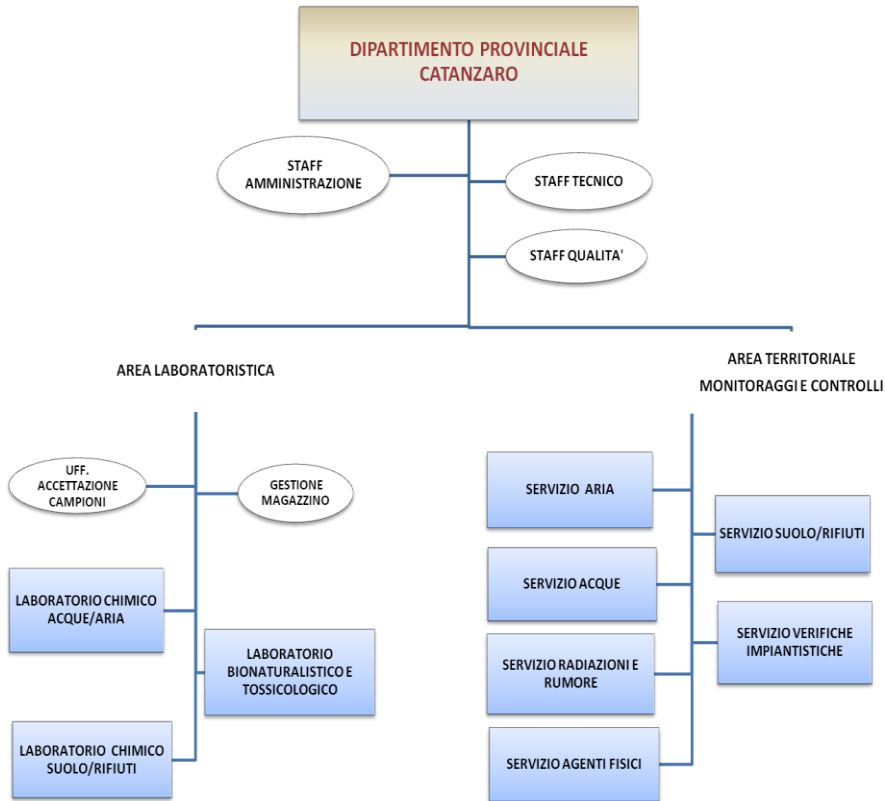 DIPARTIMENTO PROVINCIALE
CATANZARO
STAFF
AMMINISTRAZIONE
STAFF TECNICO
STAFF QUALITA'
AREA LABORATORISTICA
UFF.
ACCETTAZIONE
CAMPIONI
GESTIONE
MAGAZZINO
LABORATORIO CHIMICO
ACQUE/ARIA
LABORATORIO
BIONATURALISTICO E
TOSSICOLOGICO
LABORATORIO CHIMICO
SUOLO/RIFIUTI
AREA TERRITORIALE
MONITORAGGI E CONTROLLI
SERVIZIO ARIA
SERVIZIO SUOLO/RIFIUTI
SERVIZIO ACQUE
SERVIZIO VERIFICHE
IMPIANTISTICHE
SERVIZIO RADIAZIONI E
RUMORE
SERVIZIO AGENTI FISICI